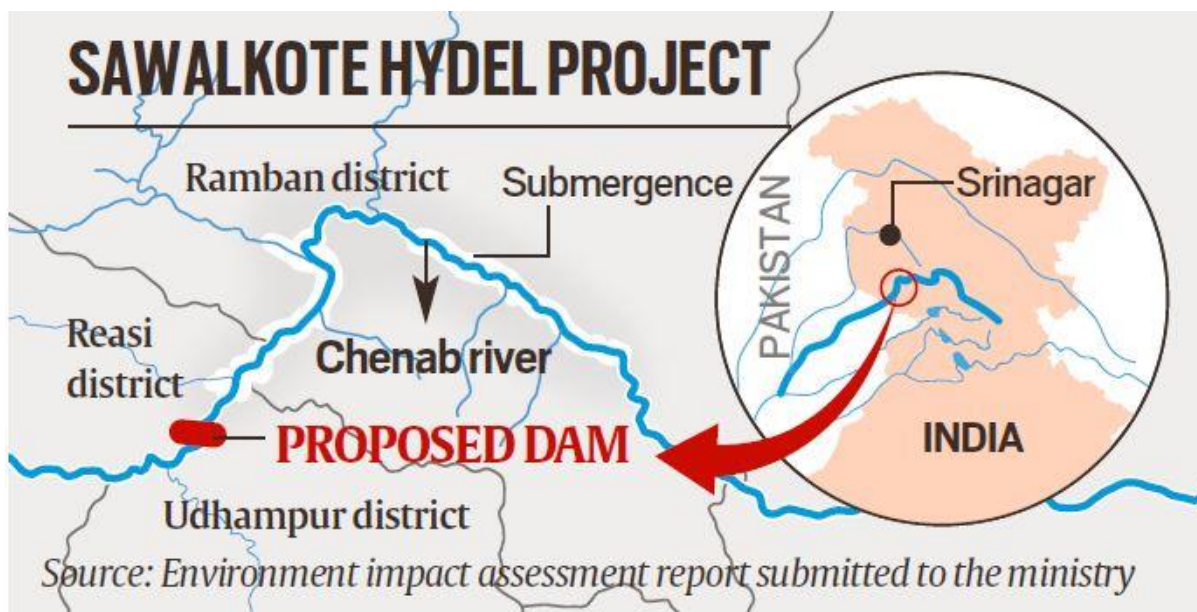 SAWALKOTE HYDEL PROJECT
Ramban district
Submergence
Srinagar
PAKISTAN
Reasi
district
Chenab river
PROPOSED DAM
INDIA
Udhampur district
Source: Environment impact assessment report submitted to the ministry